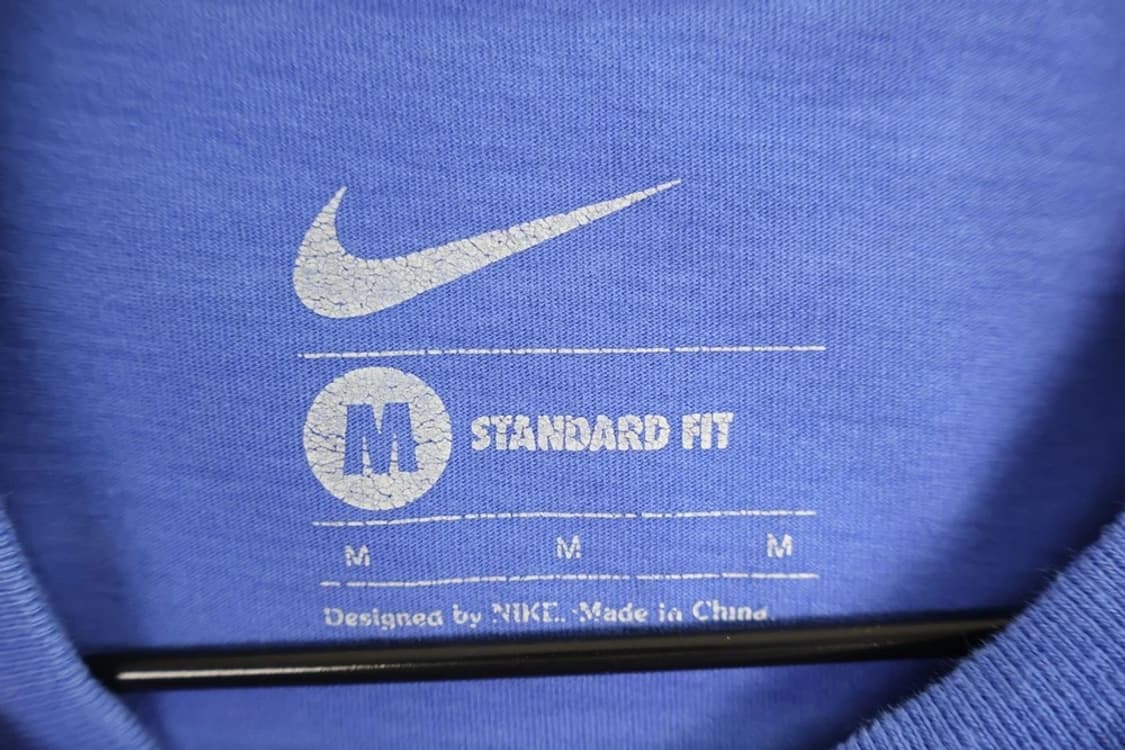 M STANDARD FIT
M M M
Designed by NIKE. Made in China.